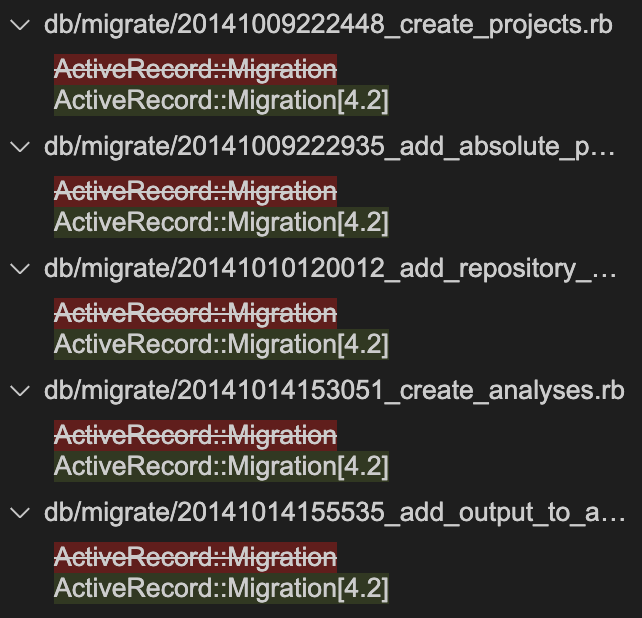 db/migrate/20141009222448_create_projects.rb
ActiveRecord::Migration
ActiveRecord::Migration[4.2]
db/migrate/20141009222935_add_absolute_p...
ActiveRecord::Migration
ActiveRecord::Migration[4.2]
db/migrate/20141010120012_add_repository_...
ActiveRecord::Migration
ActiveRecord::Migration[4.2]
db/migrate/20141014153051_create_analyses.rb
ActiveRecord::Migration
ActiveRecord::Migration[4.2]
db/migrate/20141014155535_add_output_to_a...
ActiveRecord::Migration
ActiveRecord::Migration[4.2]